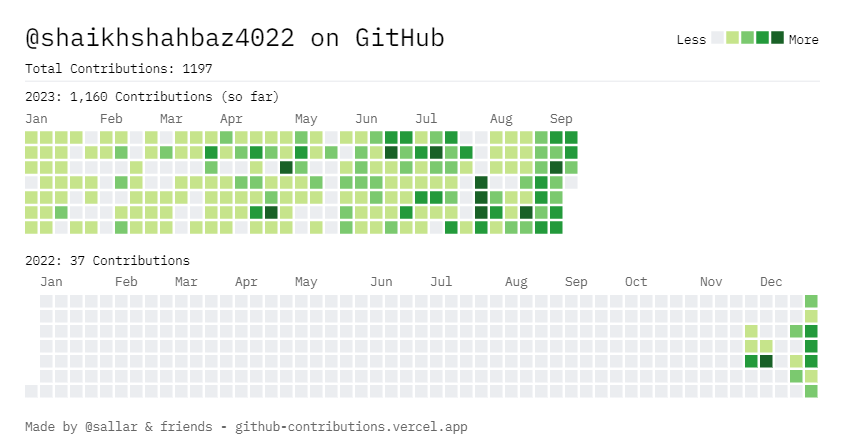 @shaikhshahbaz4022 on GitHub
Less More
Total Contributions: 1197
2023: 1,160 Contributions (so far)
Jan Feb Mar Apr May Jun Jul Aug Sep
2022: 37 Contributions
Jan Feb Mar Apr May Jun Jul Aug Sep Oct Nov Dec
Made by @sallar & friends - github-contributions.vercel.app